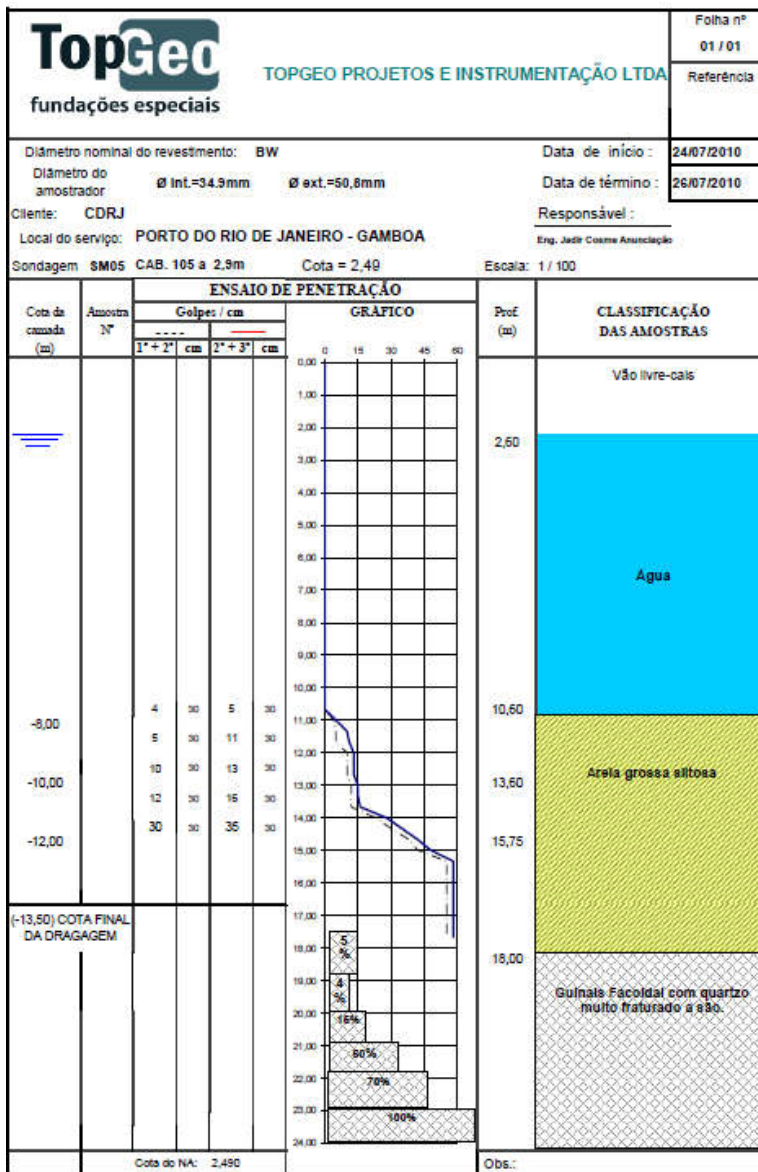 TopGeo
fundações especiais
TOPGEO PROJETOS E INSTRUMENTAÇÃO LTDA
Folha nº
01 / 01
Referência
Diâmetro nominal do revestimento: BW
Data de início : 24/07/2010
Diâmetro do amostrador
Ø Int.=34.9mm Ø ext.=50,8mm
Data de término : 26/07/2010
Cliente: CDRJ
Responsável :
Local do serviço: PORTO DO RIO DE JANEIRO - GAMBOA
Eng. Jadir Cosme Anunciação
Sondagem SM05 CAB. 105 a 2,9m Cota = 2,49 Escala: 1 / 100
ENSAIO DE PENETRAÇÃO
Cota da camada (m)
Amostra Nº
Golpes / cm
GRÁFICO
Prof. (m)
CLASSIFICAÇÃO DAS AMOSTRAS
1ª + 2ª cm 2ª + 3ª cm
0 15 30 45 60
0,00
1,00
2,00
3,00
4,00
5,00
6,00
7,00
8,00
9,00
10,00
11,00
12,00
13,00
14,00
15,00
16,00
17,00
18,00
19,00
20,00
21,00
22,00
23,00
24,00
Vão livre-cais
2,60
Água
4 30 5 30
10,60
-8,00
5 30 11 30
10 30 13 30
Areia grossa siltosa
-10,00
13,60
12 30 15 30
30 30 35 30
-12,00
15,75
(-13,50) COTA FINAL
DA DRAGAGEM
5
%
4
%
16%
60%
70%
100%
18,00
Guinais Facoidal com quartzo
muito fraturado a são.
Cota do NA: 2,490
Obs.: